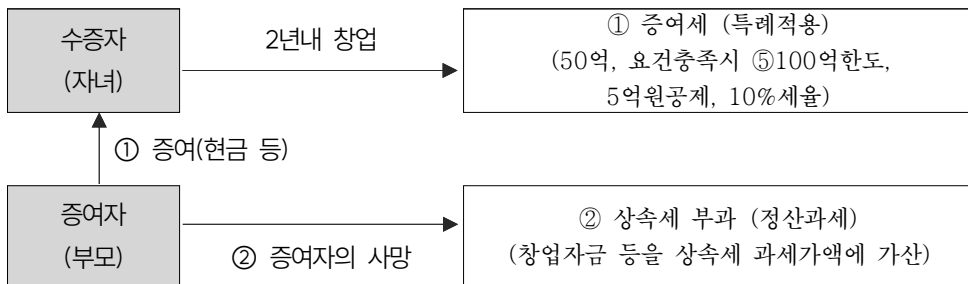 수증자
(자녀)
2년내 창업
① 증여세 (특례적용)
(50억, 요건충족시 ⑤100억한도,
5억원공제, 10%세율)
① 증여(현금 등)
증여자
(부모)
② 증여자의 사망
② 상속세 부과 (정산과세)
(창업자금 등을 상속세 과세가액에 가산)